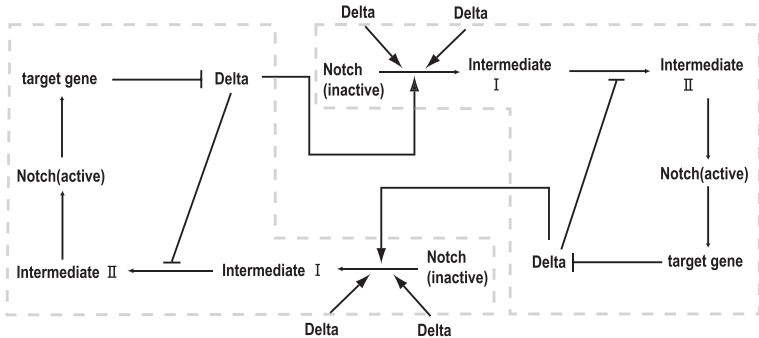 Delta
Delta
target gene
Delta
Notch
(inactive)
Intermediate
I
Intermediate
II
Notch(active)
Notch(active)
Intermediate II
Intermediate I
Notch
(inactive)
Delta
target gene
Delta
Delta